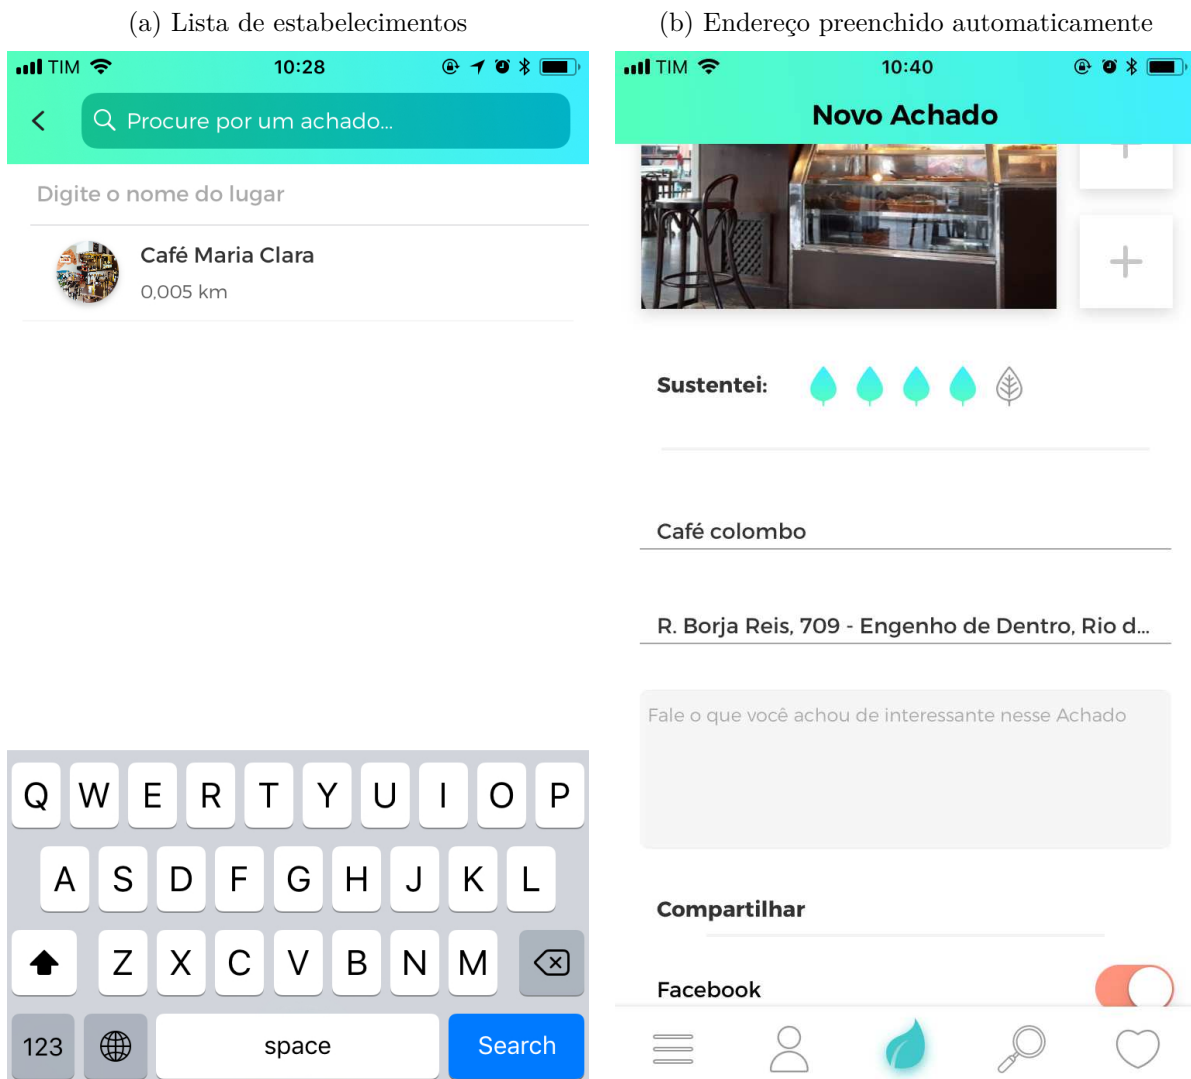 (a) Lista de estabelecimentos
TIM
10:28
Procure por um achado...
Digite o nome do lugar
Café Maria Clara
0,005 km
Q W E R T Y U I O P
A S D F G H J K L
Z X C V B N M
123 space Search
(b) Endereço preenchido automaticamente
TIM
10:40
Novo Achado
Sustentei:
Café colombo
R. Borja Reis, 709 - Engenho de Dentro, Rio d...
Fale o que você achou de interessante nesse Achado
Compartilhar
Facebook